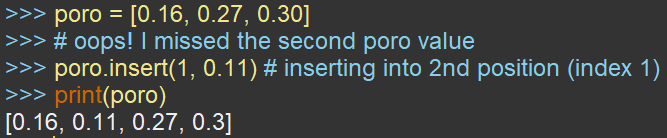 >>> poro = [0.16, 0.27, 0.30]
>>> # oops! I missed the second poro value
>>> poro.insert(1, 0.11) # inserting into 2nd position (index 1)
>>> print(poro)
[0.16, 0.11, 0.27, 0.3]